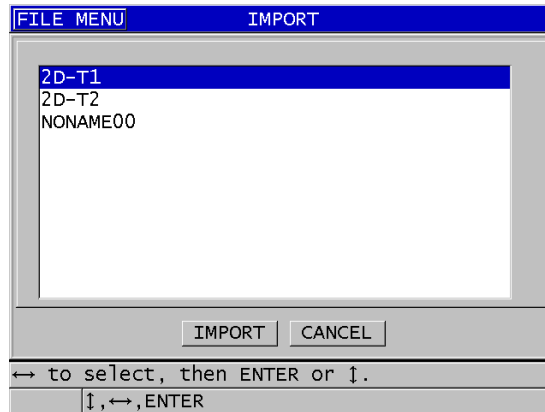 FILE MENU IMPORT
2D-T1
2D-T2
NONAME00
IMPORT CANCEL
↔ to select, then ENTER or ↕.
↕,↔,ENTER